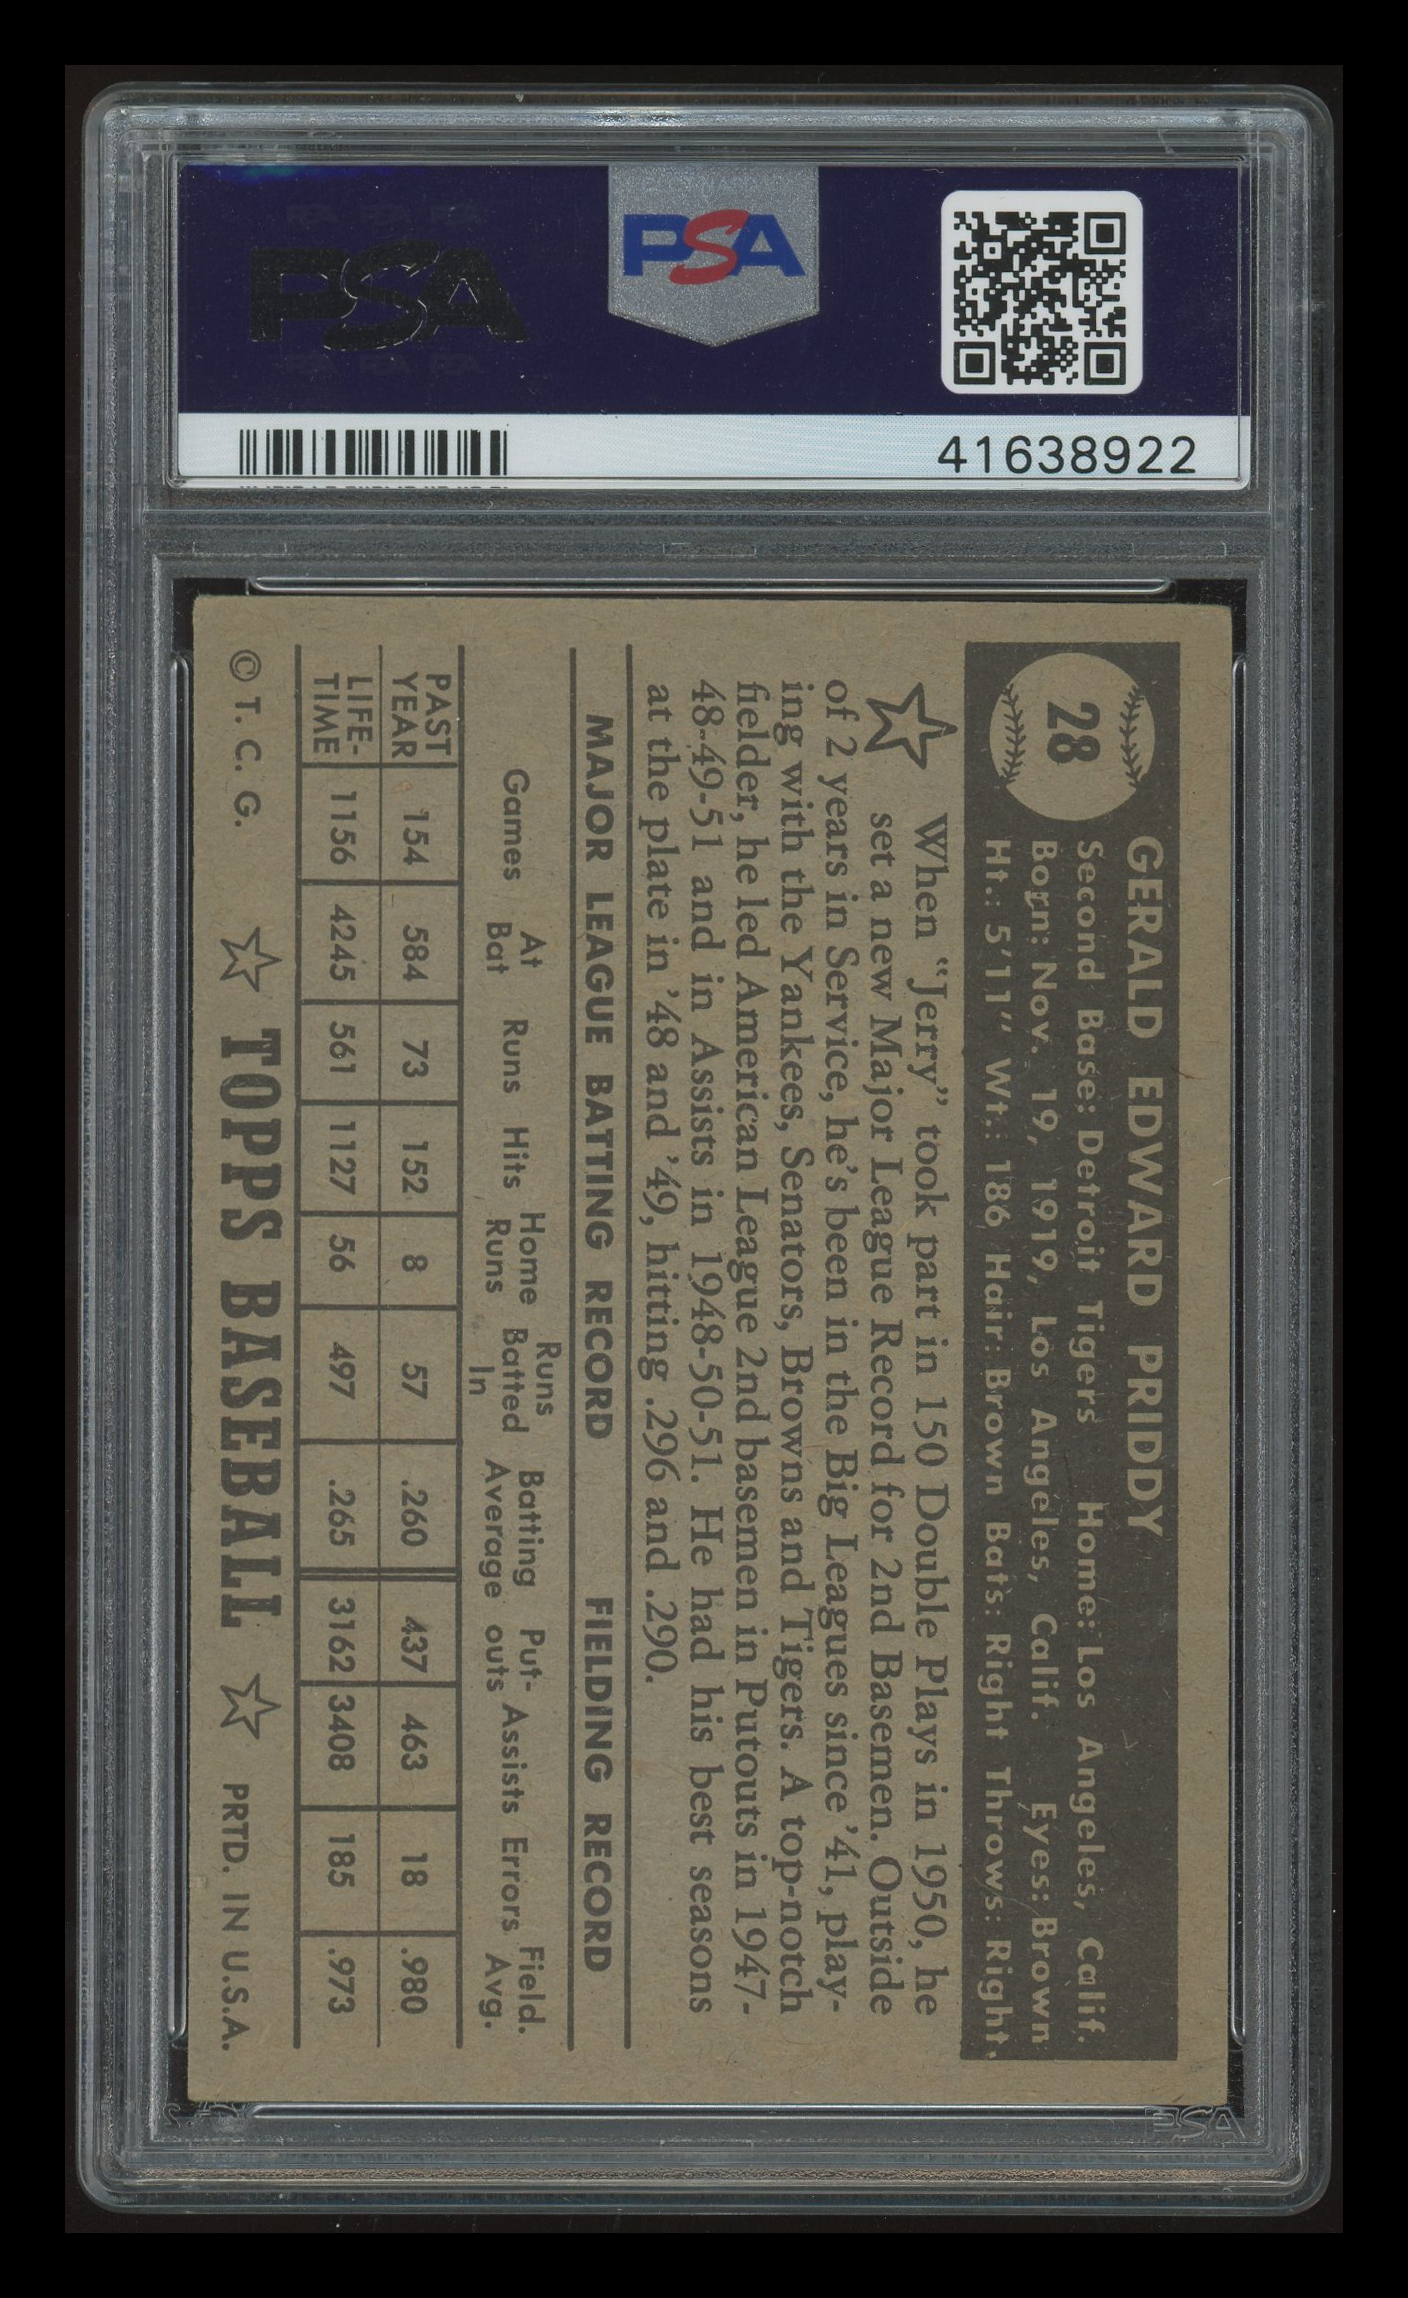 PSA
PSA
41638922
28
GERALD EDWARD PRIDDY
Second Base: Detroit Tigers Home: Los Angeles, Calif.
Born: Nov. 19, 1919, Los Angeles, Calif. Eyes: Brown
Ht.: 5'11" Wt.: 186 Hair: Brown Bats: Right Throws: Right
When "Jerry" took part in 150 Double Plays in 1950, he
set a new Major League Record for 2nd Basemen. Outside
of 2 years in Service, he's been in the Big Leagues since '41, play-
ing with the Yankees, Senators, Browns and Tigers. A top-notch
fielder, he led American League 2nd basemen in Putouts in 1947-
48-49-51 and in Assists in 1948-50-51. He had his best seasons
at the plate in '48 and '49, hitting .296 and .290.
MAJOR LEAGUE BATTING RECORD FIELDING RECORD
Games At Bat Runs Hits Home Runs Runs Batted In Batting Average Put-outs Assists Errors Field. Avg.
PAST YEAR 154 584 73 152 8 57 .260 437 463 18 .980
LIFE-TIME 1156 4245 561 1127 56 497 .265 3162 3408 185 .973
© T. C. G. TOPPS BASEBALL PRTD. IN U.S.A.
PSA